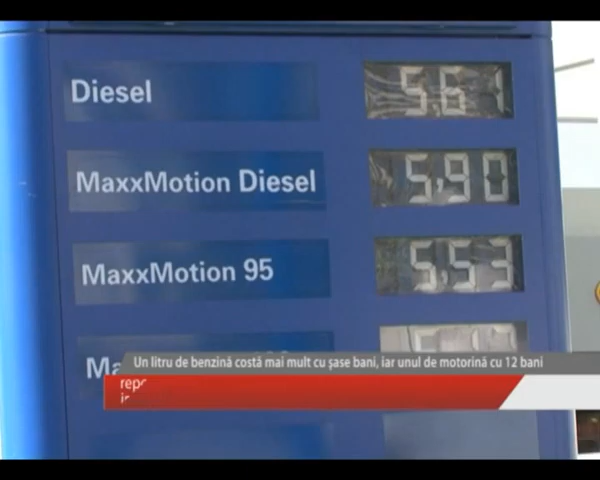 Diesel 5.61
MaxxMotion Diesel 5.90
MaxxMotion 95 5.53
Un litru de benzină costă mai mult cu șase bani, iar unul de motorină cu 12 bani